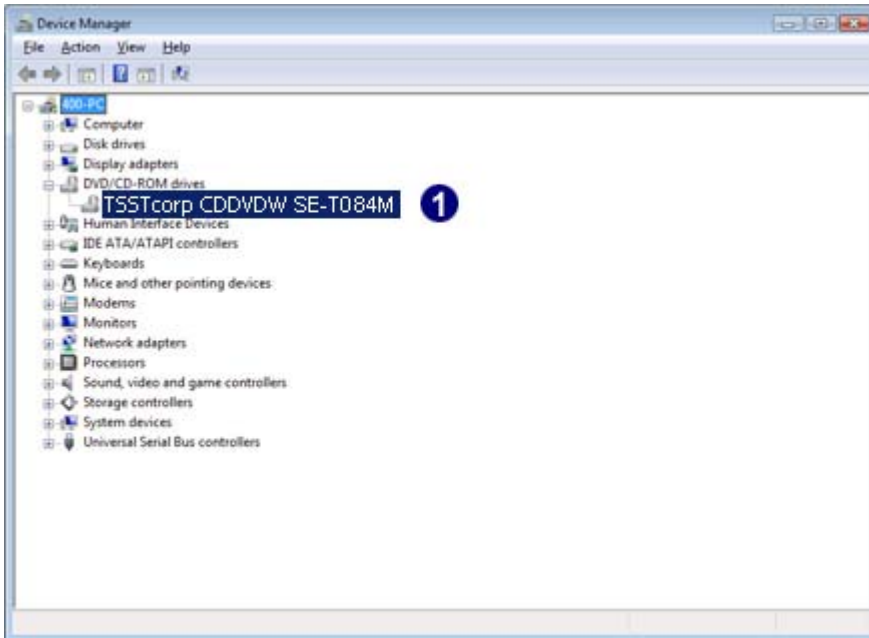 Device Manager
File Action View Help
400-PC
Computer
Disk drives
Display adapters
DVD/CD-ROM drives
TSSTcorp CDDVDW SE-T084M 1
Human Interface Devices
IDE ATA/ATAPI controllers
Keyboards
Mice and other pointing devices
Modems
Monitors
Network adapters
Processors
Sound, video and game controllers
Storage controllers
System devices
Universal Serial Bus controllers